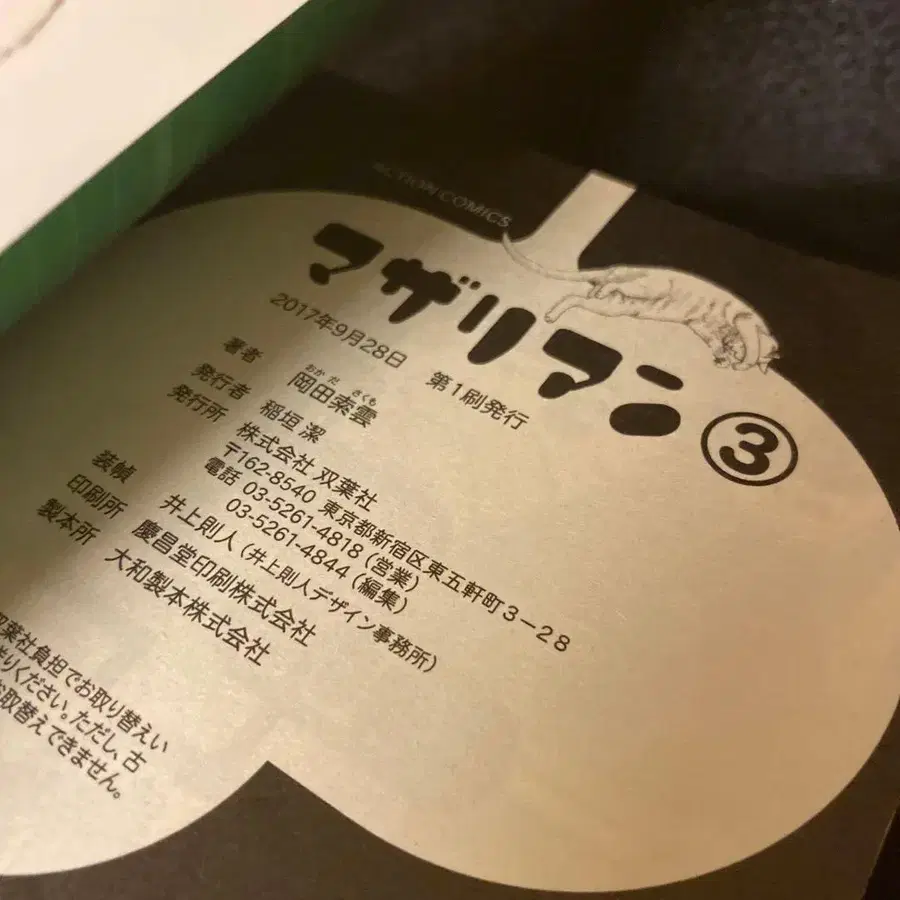 ACTION COMICS
マザリマン③
2017年9月28日 第1刷発行
著者 岡田索雲
おかださくも
発行者 稲垣 潔
発行所 株式会社 双葉社
〒162-8540 東京都新宿区東五軒町3-28
電話 03-5261-4818(営業)
03-5261-4844(編集)
装幀 井上則人(井上則人デザイン事務所)
印刷所 慶昌堂印刷株式会社
製本所 大和製本株式会社
双葉社負担でお取り替えい
ください。ただし、古
お取替えできません。